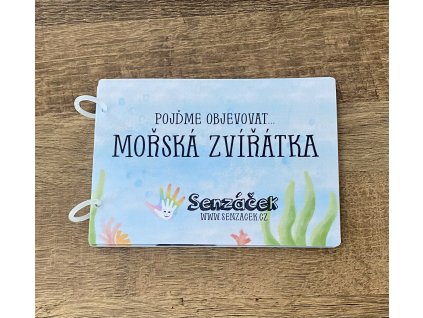 POJĎME OBJEVOVAT...
MOŘSKÁ ZVÍŘÁTKA
Senzáček
WWW.SENZACEK.CZ